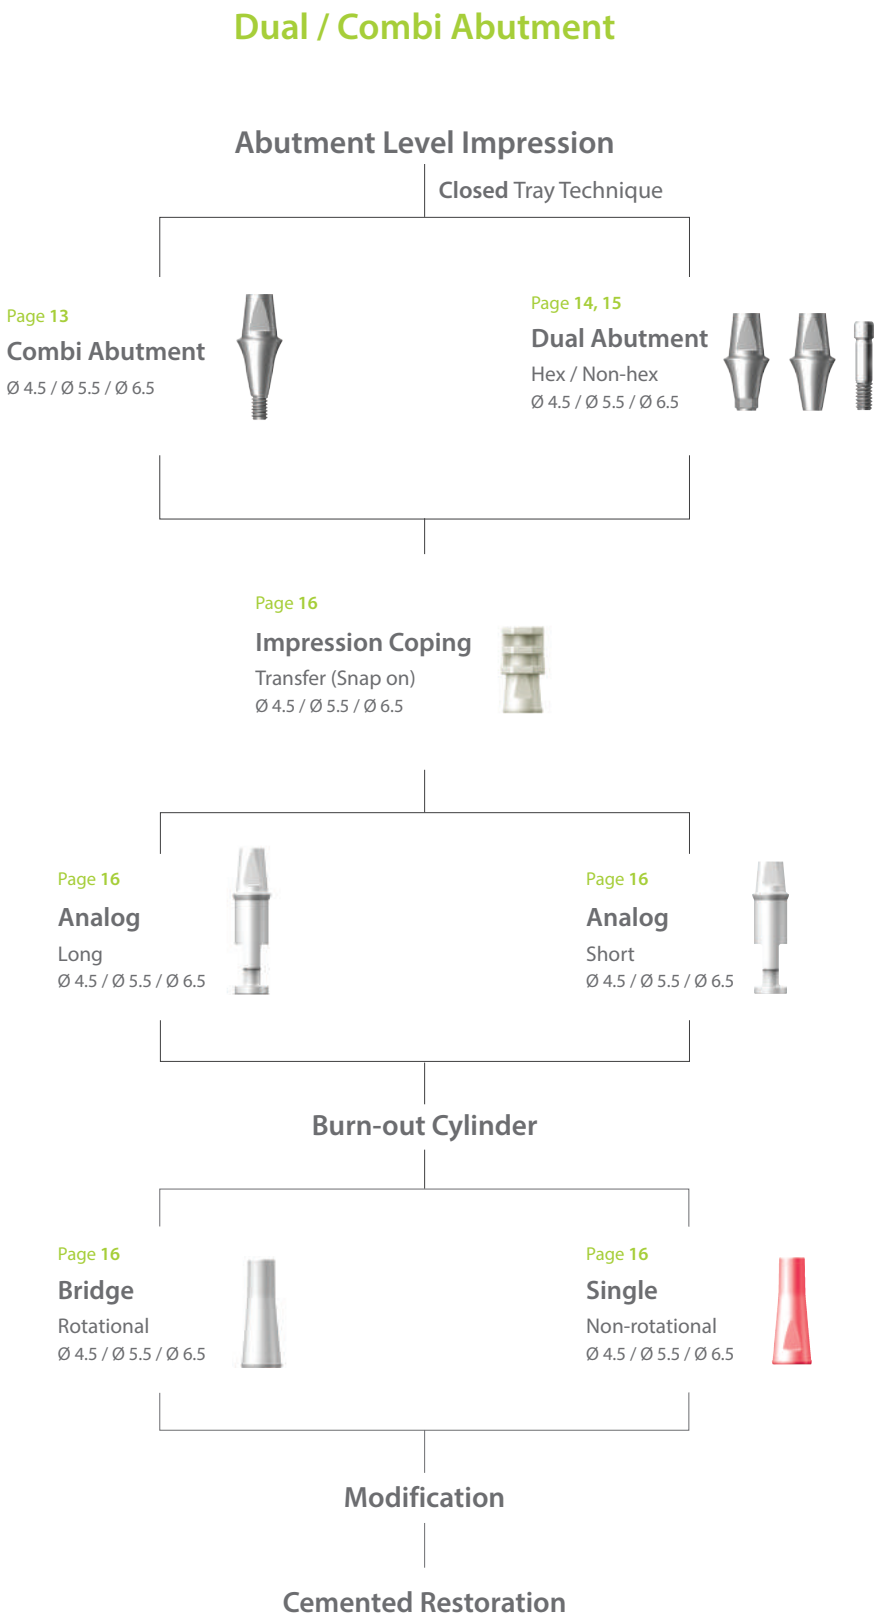 Dual / Combi Abutment
Abutment Level Impression
Closed Tray Technique
Page 13
Combi Abutment
Ø 4.5 / Ø 5.5 / Ø 6.5
Page 14, 15
Dual Abutment
Hex / Non-hex
Ø 4.5 / Ø 5.5 / Ø 6.5
Page 16
Impression Coping
Transfer (Snap on)
Ø 4.5 / Ø 5.5 / Ø 6.5
Page 16
Analog
Long
Ø 4.5 / Ø 5.5 / Ø 6.5
Page 16
Analog
Short
Ø 4.5 / Ø 5.5 / Ø 6.5
Burn-out Cylinder
Page 16
Bridge
Rotational
Ø 4.5 / Ø 5.5 / Ø 6.5
Page 16
Single
Non-rotational
Ø 4.5 / Ø 5.5 / Ø 6.5
Modification
Cemented Restoration